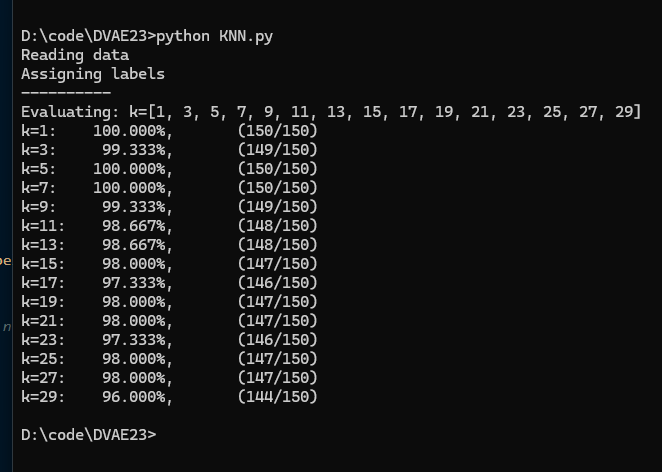 D:\code\DVAE23>python KNN.py
Reading data
Assigning labels
----------
Evaluating: k=[1, 3, 5, 7, 9, 11, 13, 15, 17, 19, 21, 23, 25, 27, 29]
k=1:    100.000%,       (150/150)
k=3:     99.333%,       (149/150)
k=5:    100.000%,       (150/150)
k=7:    100.000%,       (150/150)
k=9:     99.333%,       (149/150)
k=11:    98.667%,       (148/150)
k=13:    98.667%,       (148/150)
k=15:    98.000%,       (147/150)
k=17:    97.333%,       (146/150)
k=19:    98.000%,       (147/150)
k=21:    98.000%,       (147/150)
k=23:    97.333%,       (146/150)
k=25:    98.000%,       (147/150)
k=27:    98.000%,       (147/150)
k=29:    96.000%,       (144/150)
D:\code\DVAE23>